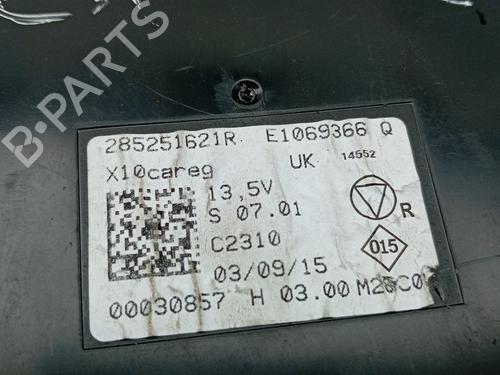 285251621R E1069366 Q
X10careg UK 14552
13,5V
S 07.01
R
C2310
015
03/09/15
00030857 H 03.00
B-PARTS